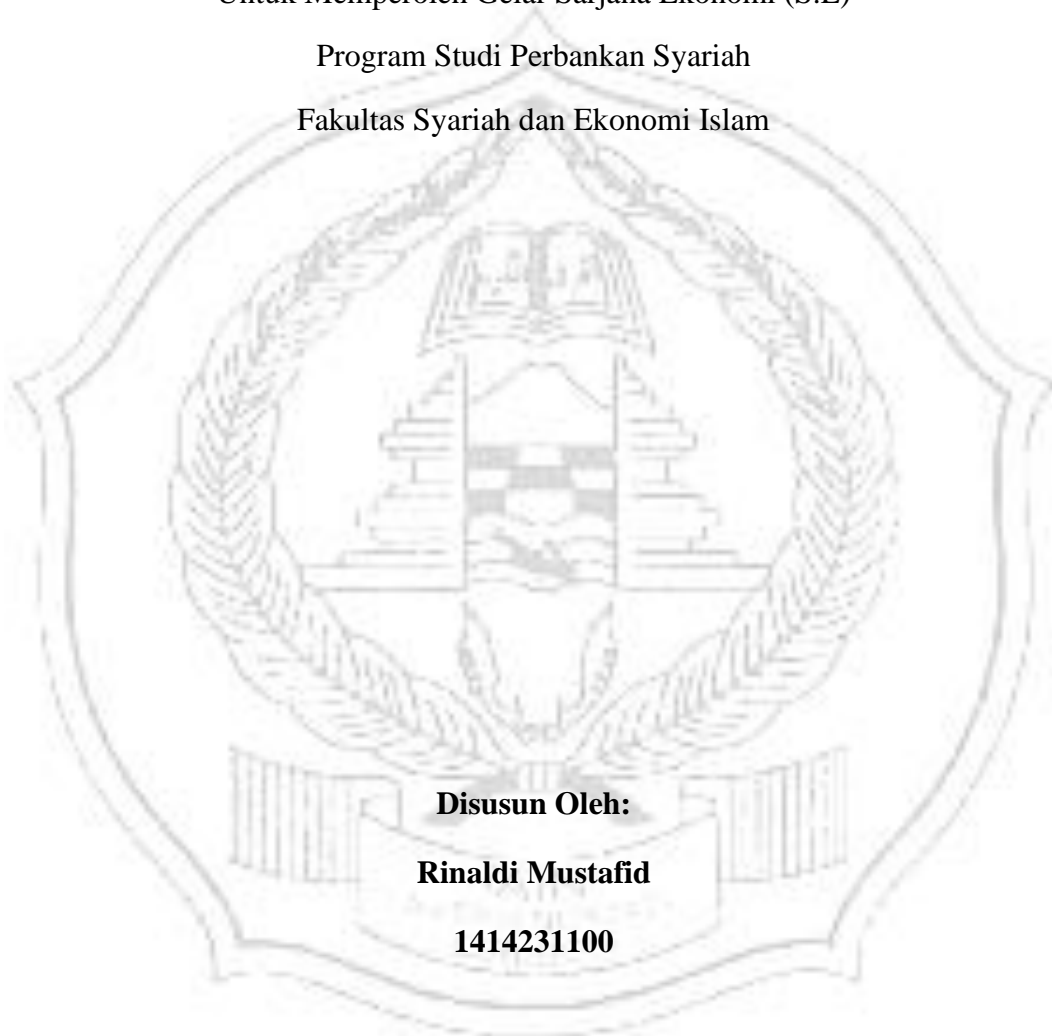 Untuk Memperoleh Gelar Sarjana Ekonomi (S.E)
Program Studi Perbankan Syariah
Fakultas Syariah dan Ekonomi Islam
Disusun Oleh:
Rinaldi Mustafid
1414231100